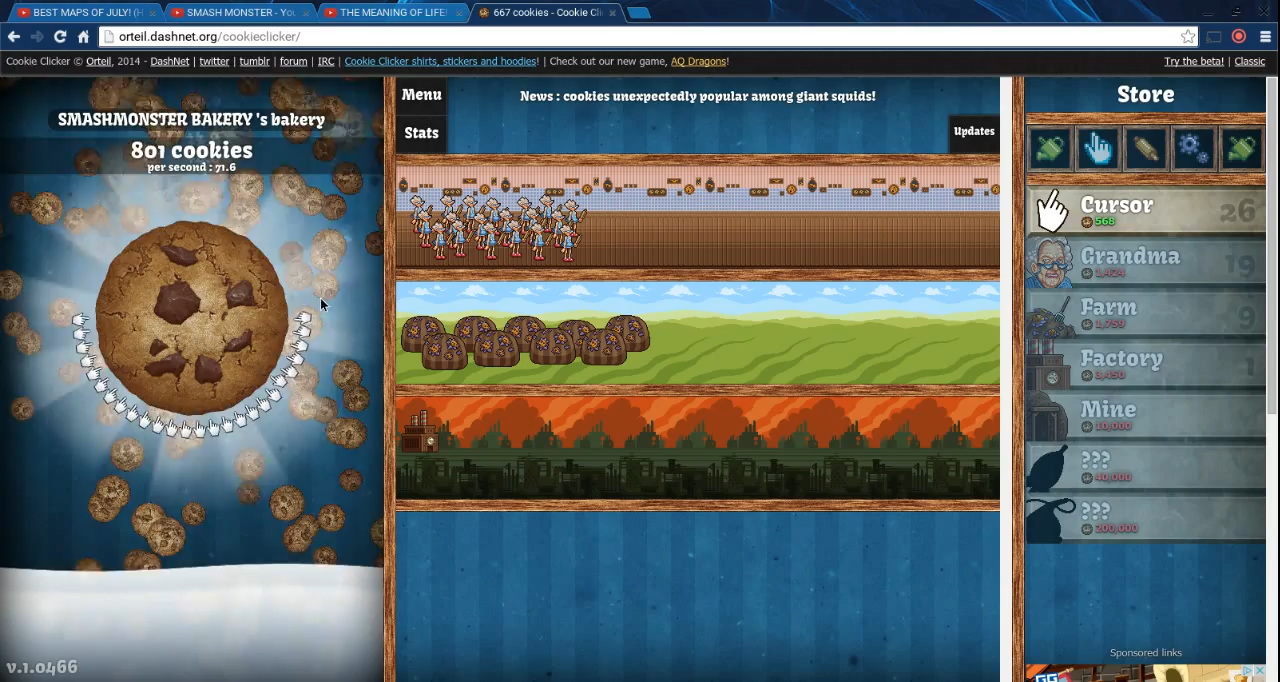 BEST MAPS OF JULY! (H
SMASH MONSTER - You
THE MEANING OF LIFE!
667 cookies - Cookie Cli
orteil.dashnet.org/cookieclicker/
Cookie Clicker © Orteil, 2014 - DashNet | twitter | tumblr | forum | IRC | Cookie Clicker shirts, stickers and hoodies! | Check out our new game, AQ Dragons!
Try the beta! | Classic
SMASHMONSTER BAKERY 's bakery
801 cookies
per second : 71.6
v.1.0466
Menu
Stats
News : cookies unexpectedly popular among giant squids!
Updates
Store
Cursor
568
26
Grandma
1,424
19
Farm
1,759
9
Factory
3,450
1
Mine
10,000
???
40,000
???
200,000
Sponsored links